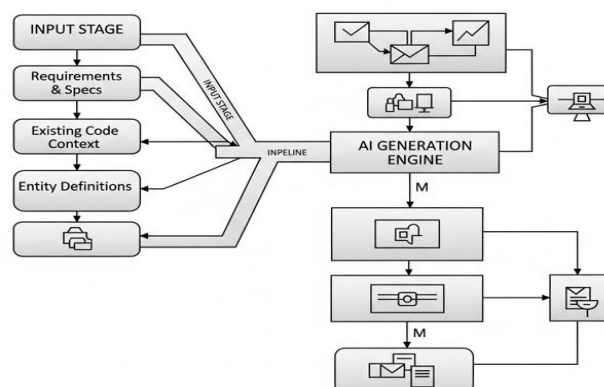 INPUT STAGE
Requirements
& Specs
Existing Code
Context
Entity Definitions
INPUT STAGE
INPELINE
AI GENERATION
ENGINE
M
M